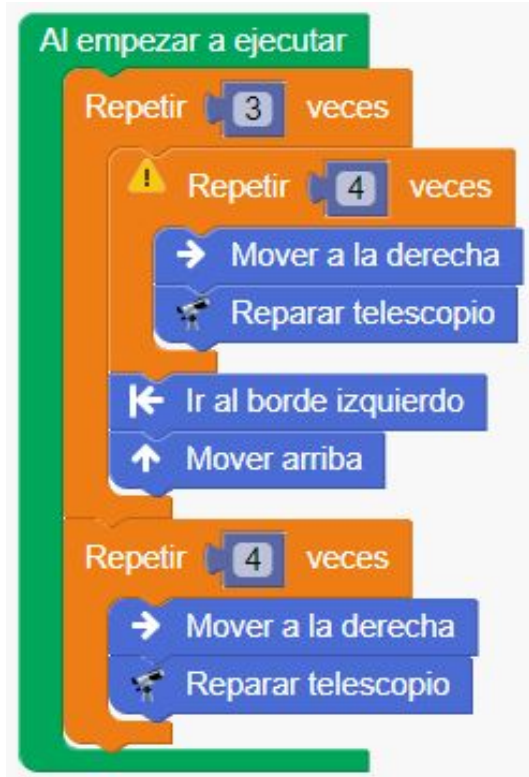 Al empezar a ejecutar
Repetir 3 veces
! Repetir 4 veces
Mover a la derecha
Reparar telescopio
Ir al borde izquierdo
Mover arriba
Repetir 4 veces
Mover a la derecha
Reparar telescopio